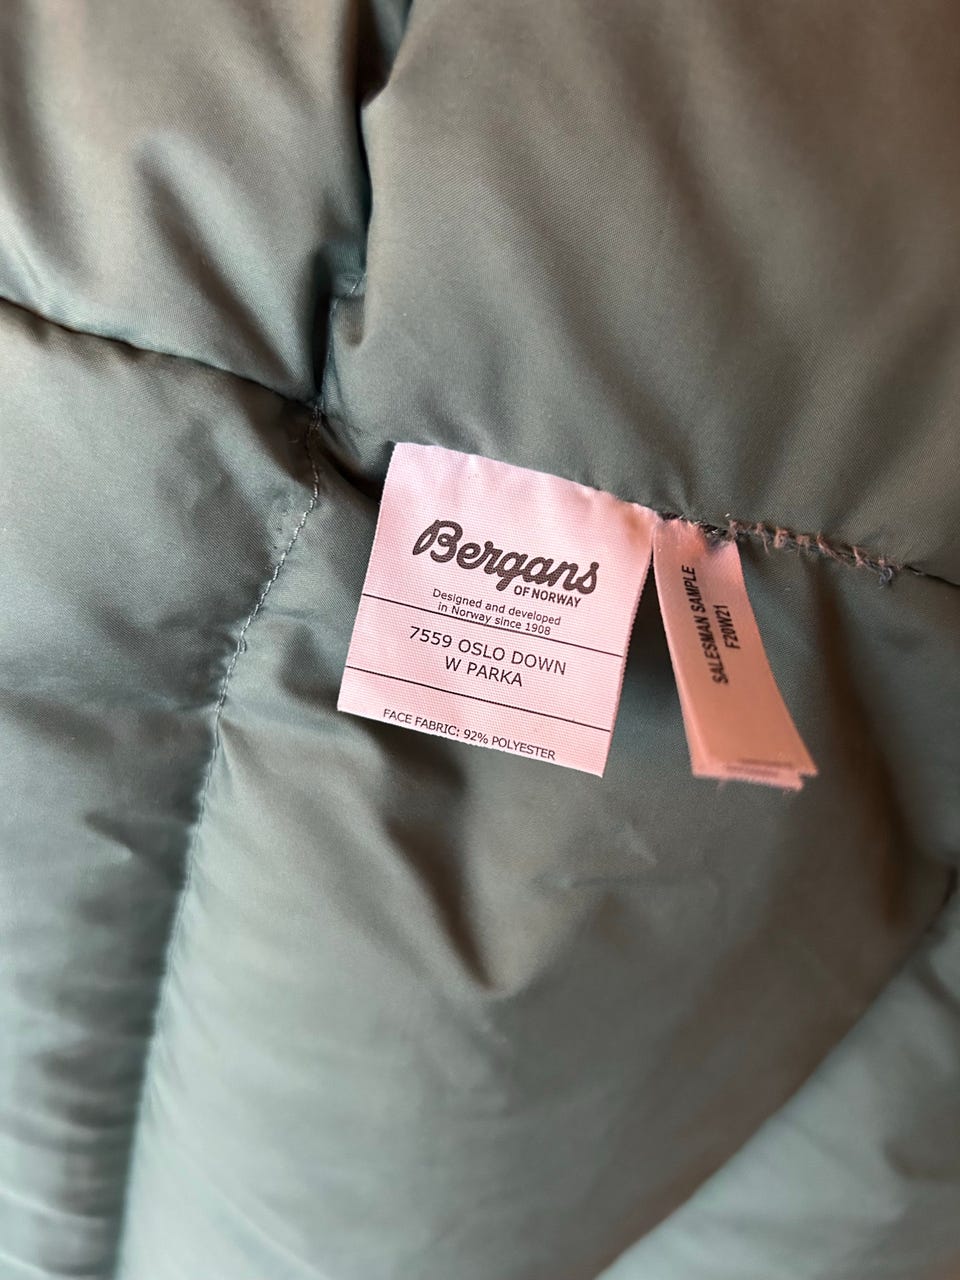 Bergans
OF NORWAY
Designed and developed
in Norway since 1908
7559 OSLO DOWN
W PARKA
FACE FABRIC: 92% POLYESTER
SALESMAN SAMPLE
F20W21